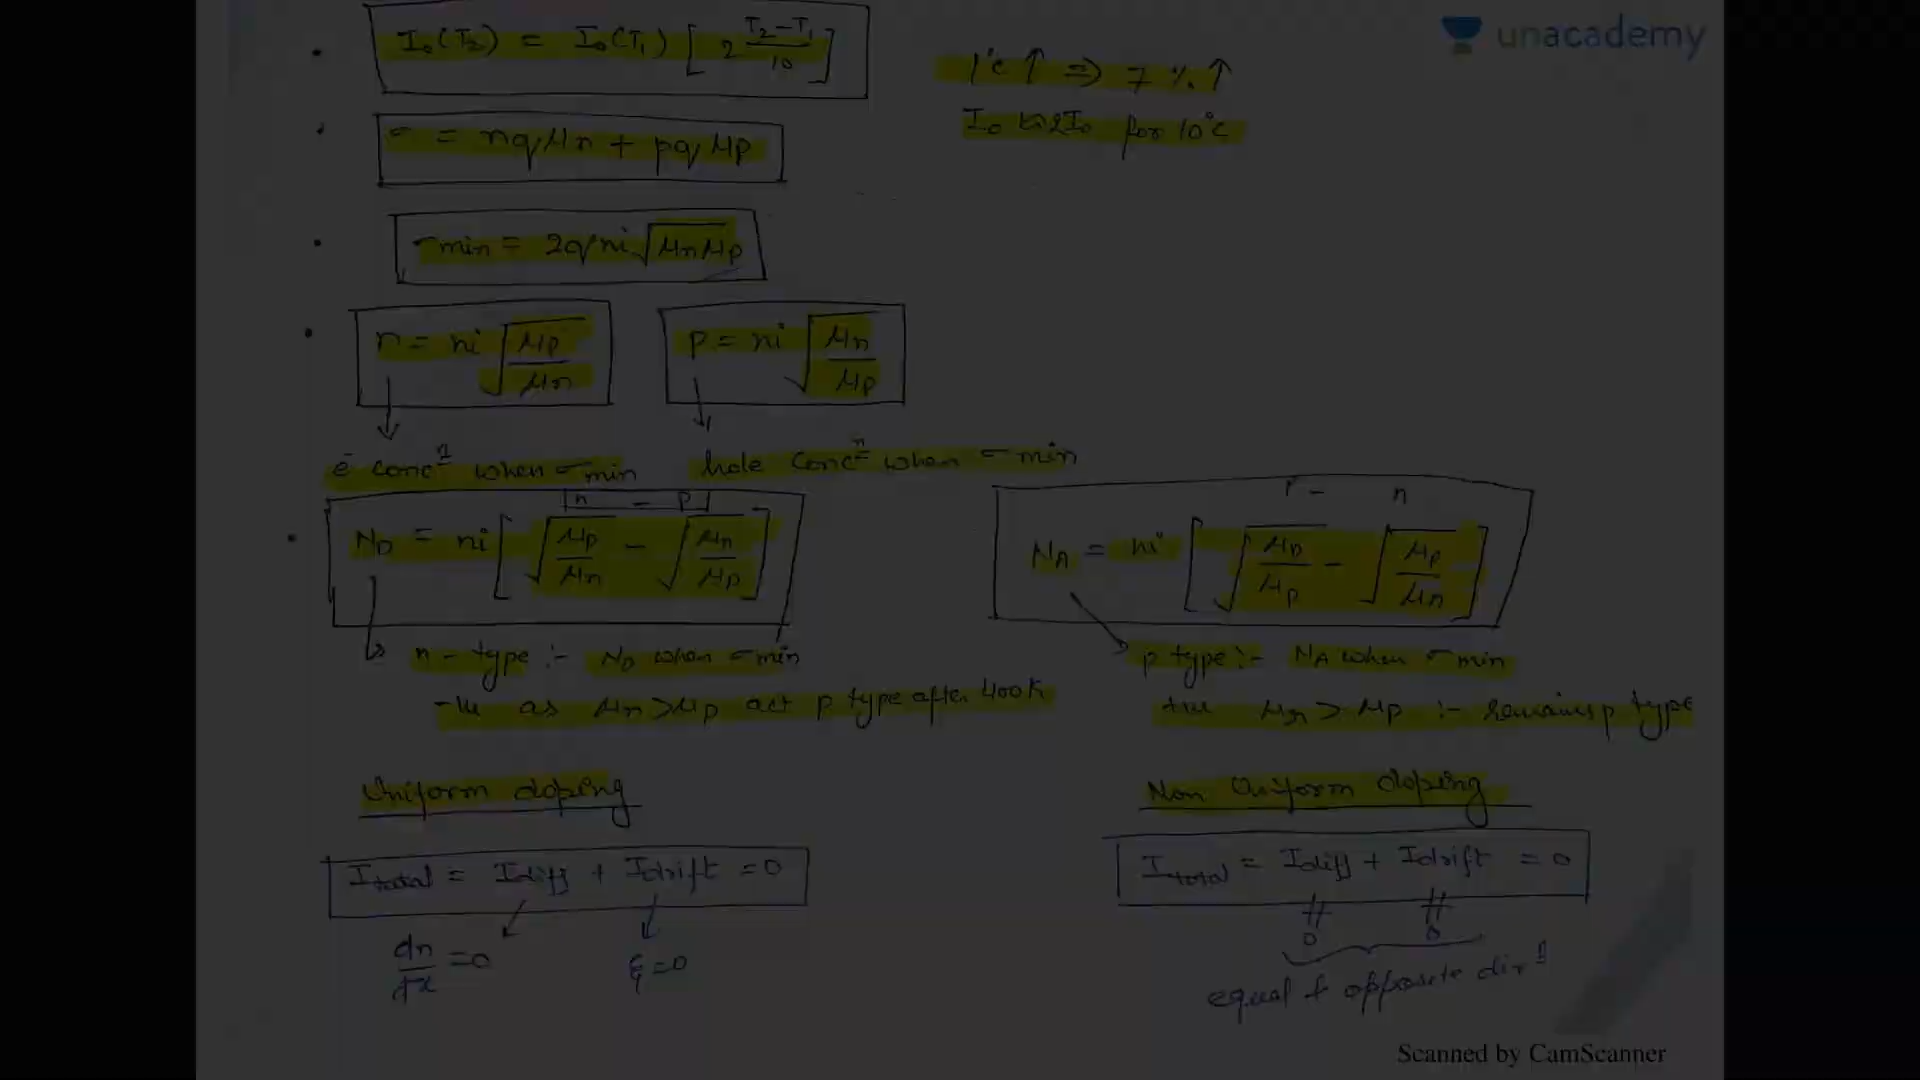 unacademy
I₀(T₂) = I₀(T₁) [ 2 (T₂-T₁)/10 ]
1°C ↑ ⇒ 7 % ↑
I₀ to 2I₀ for 10°C
σ = nqμn + pqμp
σmin = 2qni √(μnμp)
n = ni √(μp/μn) p = ni √(μn/μp)
e̅ concⁿ when σmin hole concⁿ when σmin
n - p
ND = ni [ √(μp/μn) - √(μn/μp) ]
p - n
NA = ni [ √(μn/μp) - √(μp/μn) ]
n-type :- ND when σmin
-ve as μn>μp act p type after 400K
p type :- NA when σmin
+ve μn > μp :- remains p type
Uniform doping
Non Uniform doping
Itotal = Idiff + Idrift = 0
dn/dx = 0 ξ=0
Itotal = Idiff + Idrift = 0
≠ ≠
0 0
equal & opposite dirⁿ
Scanned by CamScanner